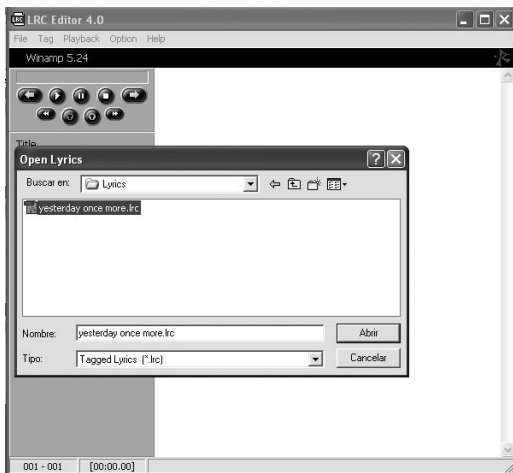 LRC Editor 4.0
File Tag Playback Option Help
Winamp 5.24
Title
Open Lyrics
Buscar en: Lyrics
yesterday once more.lrc
Nombre: yesterday once more.lrc Abrir
Tipo: Tagged Lyrics (*.lrc) Cancelar
001 - 001 [00:00.00]